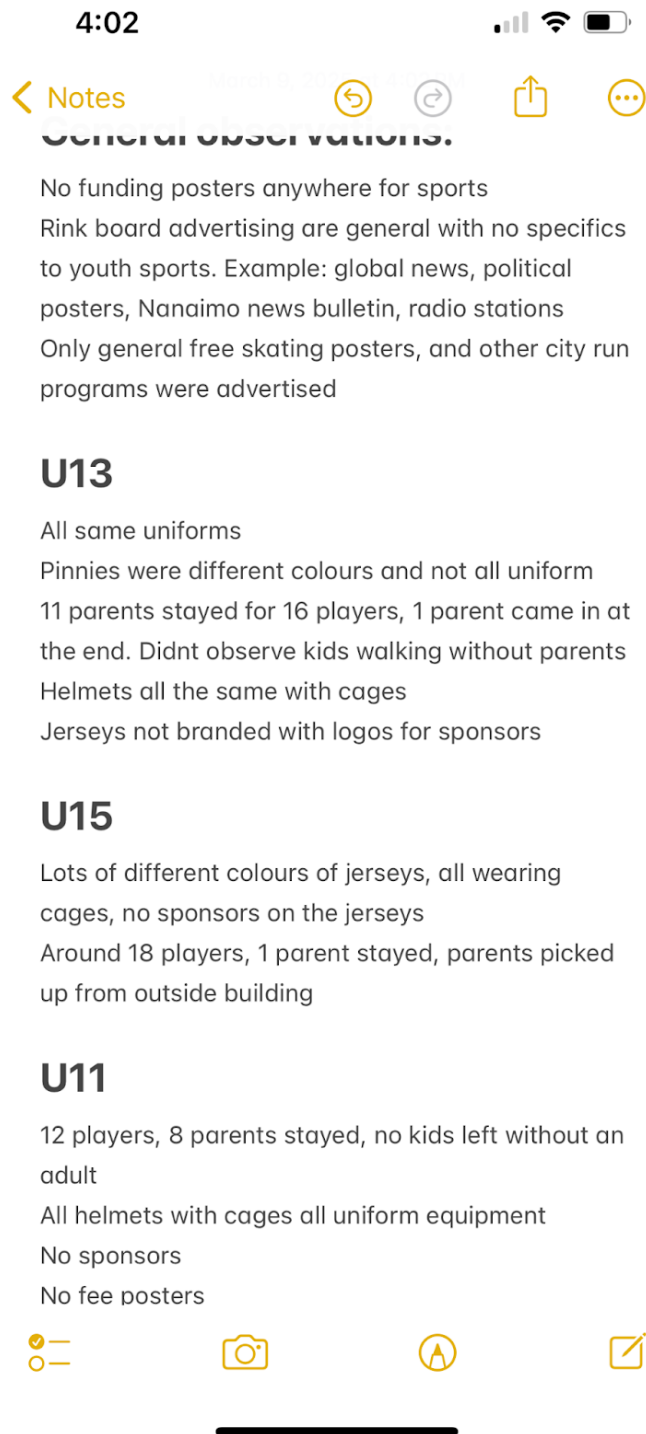 4:02
Notes
General observations:
No funding posters anywhere for sports
Rink board advertising are general with no specifics
to youth sports. Example: global news, political
posters, Nanaimo news bulletin, radio stations
Only general free skating posters, and other city run
programs were advertised
U13
All same uniforms
Pinnies were different colours and not all uniform
11 parents stayed for 16 players, 1 parent came in at
the end. Didnt observe kids walking without parents
Helmets all the same with cages
Jerseys not branded with logos for sponsors
U15
Lots of different colours of jerseys, all wearing
cages, no sponsors on the jerseys
Around 18 players, 1 parent stayed, parents picked
up from outside building
U11
12 players, 8 parents stayed, no kids left without an
adult
All helmets with cages all uniform equipment
No sponsors
No fee posters